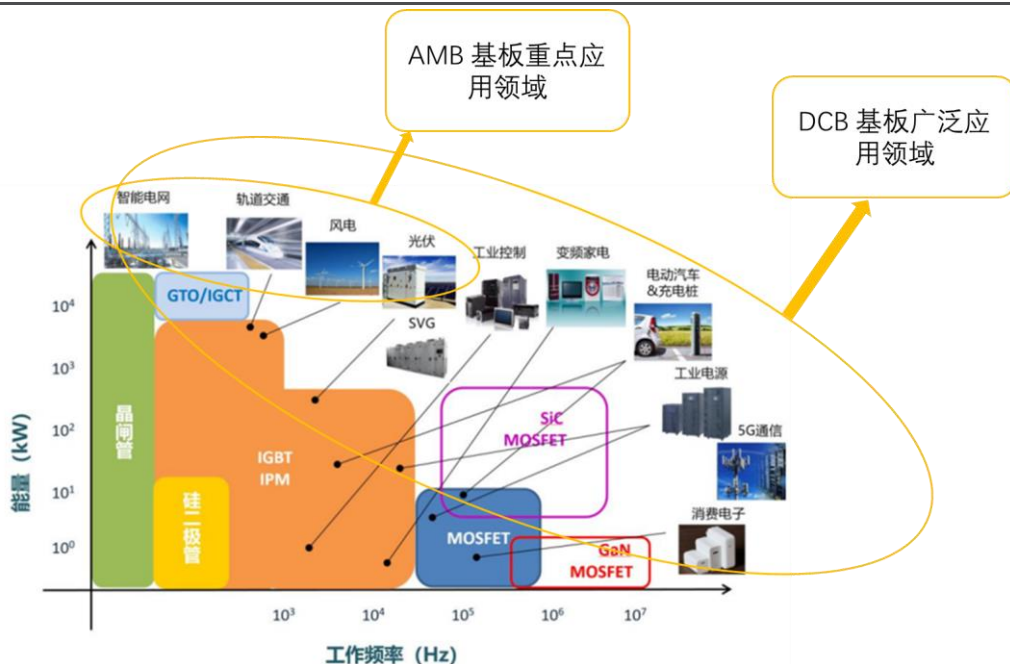 AMB 基板重点应
用领域
DCB 基板广泛应
用领域
智能电网
轨道交通
风电
光伏
工业控制
变频家电
电动汽车
&充电桩
SVG
工业电源
5G通信
消费电子
能量（kW）
10⁴
10³
10²
10¹
10⁰
晶闸管
GTO/IGCT
硅二极管
IGBT
IPM
SiC
MOSFET
MOSFET
GaN
MOSFET
10³
10⁴
10⁵
10⁶
10⁷
工作频率（Hz）